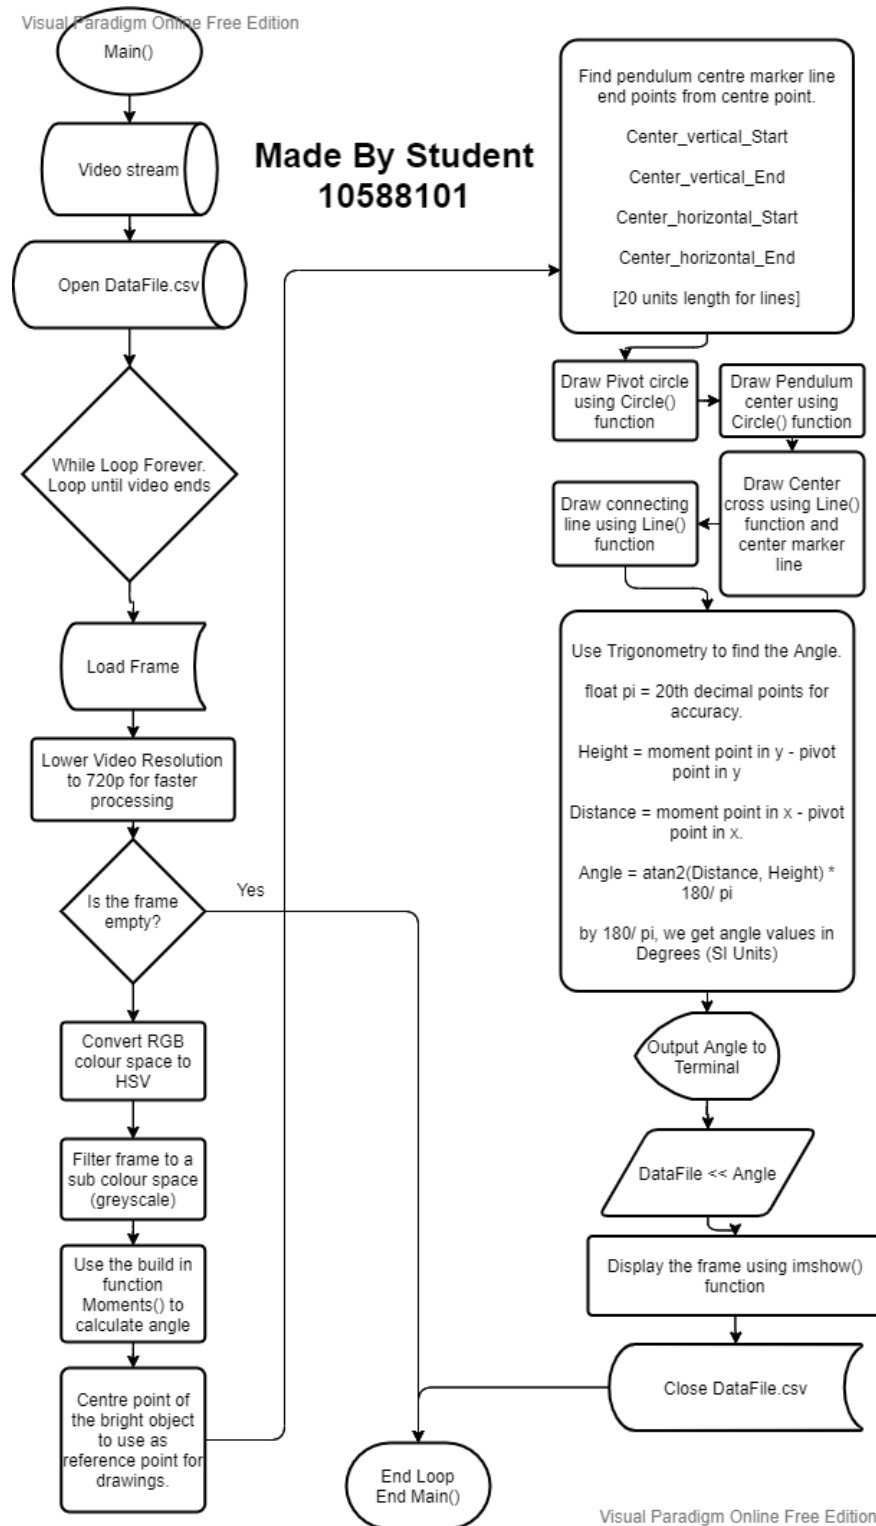 Visual Paradigm Online Free Edition
Main()
Video stream
Open DataFile.csv
While Loop Forever.
Loop until video ends
Load Frame
Lower Video Resolution
to 720p for faster
processing
Is the frame
empty?
Yes
Convert RGB
colour space to
HSV
Filter frame to a
sub colour space
(greyscale)
Use the build in
function
Moments() to
calculate angle
Centre point of
the bright object
to use as
reference point for
drawings.
Made By Student
10588101
Find pendulum centre marker line
end points from centre point.
Center_vertical_Start
Center_vertical_End
Center_horizontal_Start
Center_horizontal_End
[20 units length for lines]
Draw Pivot circle
using Circle()
function
Draw Pendulum
center using
Circle() function
Draw Center
cross using Line()
function and
center marker
line
Draw connecting
line using Line()
function
Use Trigonometry to find the Angle.
float pi = 20th decimal points for
accuracy.
Height = moment point in y - pivot
point in y
Distance = moment point in x - pivot
point in x.
Angle = atan2(Distance, Height) *
180/ pi
by 180/ pi, we get angle values in
Degrees (SI Units)
Output Angle to
Terminal
DataFile << Angle
Display the frame using imshow()
function
Close DataFile.csv
End Loop
End Main()
Visual Paradigm Online Free Edition